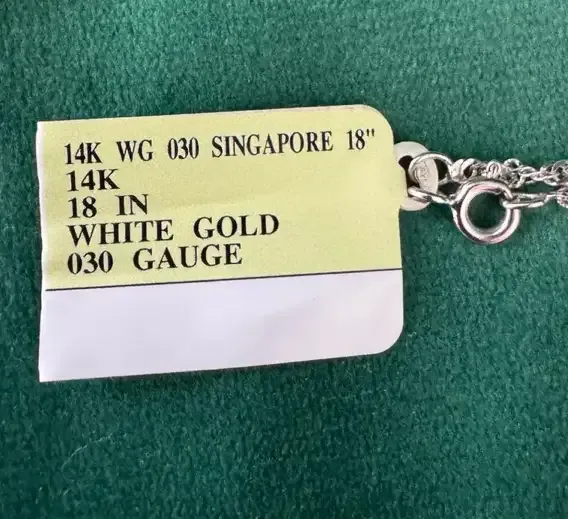 14K WG 030 SINGAPORE 18"
14K
18 IN
WHITE GOLD
030 GAUGE